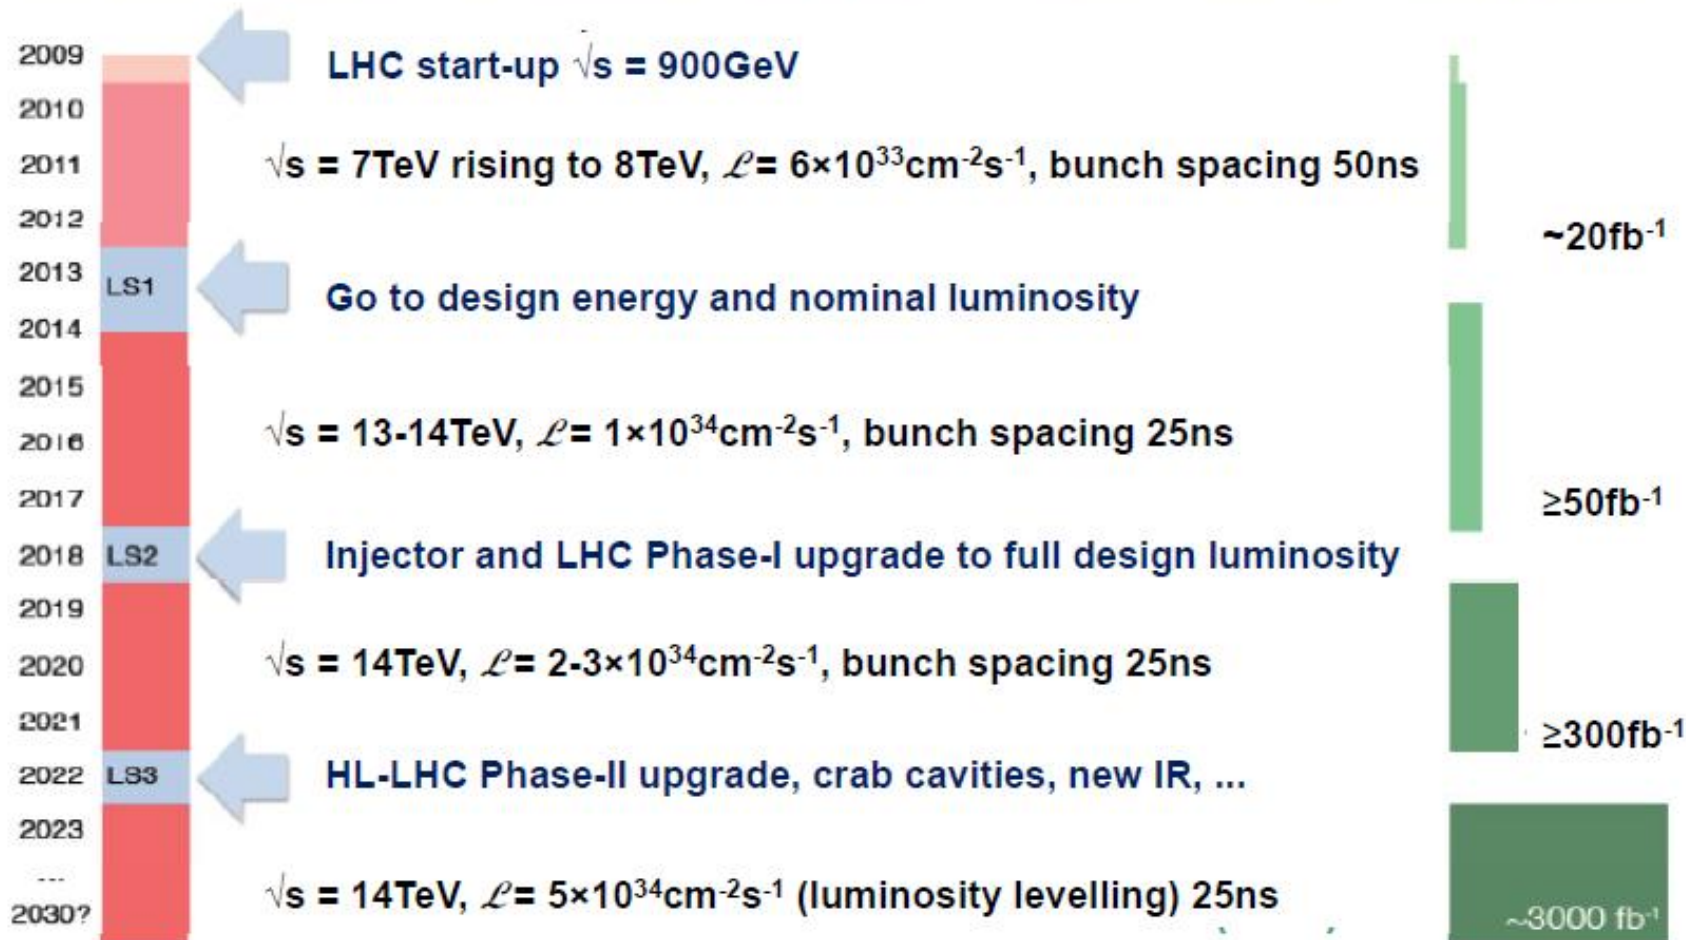 2009
LHC start-up √s = 900GeV
2010
2011
√s = 7TeV rising to 8TeV, ℒ= 6×10³³cm⁻²s⁻¹, bunch spacing 50ns
2012
~20fb⁻¹
2013
LS1
Go to design energy and nominal luminosity
2014
2015
2016
√s = 13-14TeV, ℒ= 1×10³⁴cm⁻²s⁻¹, bunch spacing 25ns
2017
≥50fb⁻¹
2018
LS2
Injector and LHC Phase-I upgrade to full design luminosity
2019
2020
√s = 14TeV, ℒ= 2-3×10³⁴cm⁻²s⁻¹, bunch spacing 25ns
2021
≥300fb⁻¹
2022
LS3
HL-LHC Phase-II upgrade, crab cavities, new IR, ...
2023
---
√s = 14TeV, ℒ= 5×10³⁴cm⁻²s⁻¹ (luminosity levelling) 25ns
2030?
~3000 fb⁻¹